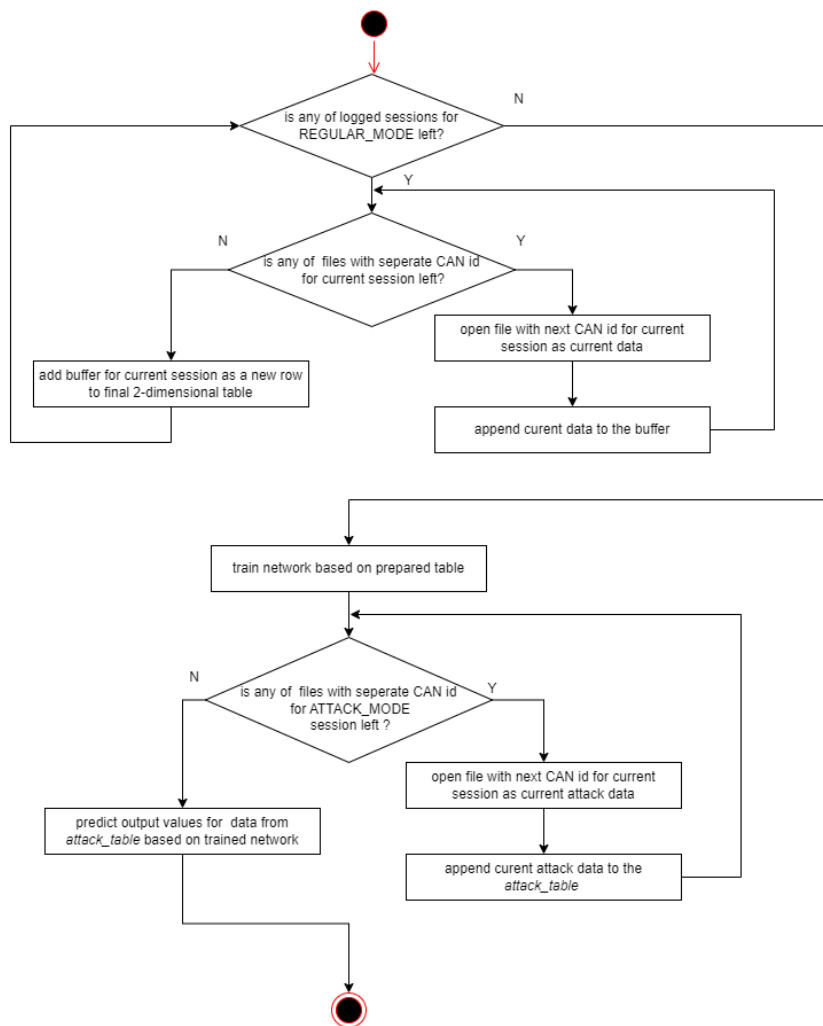 is any of logged sessions for
REGULAR_MODE left?
N
Y
is any of  files with seperate CAN id
for current session left?
N
Y
open file with next CAN id for current
session as current data
add buffer for current session as a new row
to final 2-dimensional table
append curent data to the buffer
train network based on prepared table
is any of  files with seperate CAN id
for ATTACK_MODE
session left ?
N
Y
open file with next CAN id for current
session as current attack data
predict output values for  data from
attack_table based on trained network
append curent attack data to the
attack_table